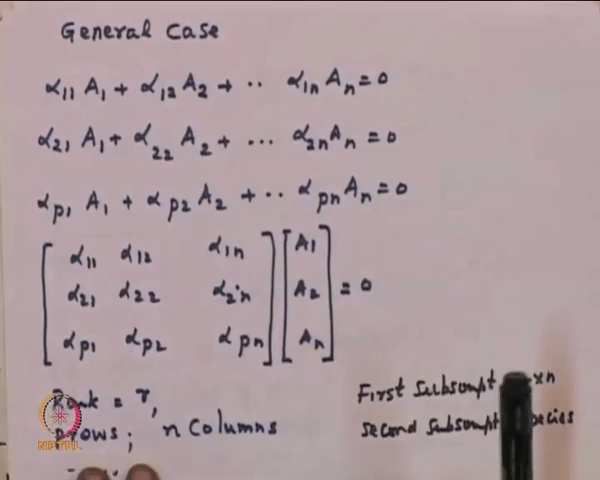 General Case
α11 A1 + α12 A2 + ·· α1n An = 0
α21 A1 + α22 A2 + ··· α2n An = 0
αp1 A1 + αp2 A2 + ·· αpn An = 0
[ α11 α12 α1n ] [ A1 ]
[ α21 α22 α2n ] [ A2 ] = 0
[ αp1 αp2 αpn ] [ An ]
Rank = r,
First Subscript xn
p rows; n Columns
Second Subscript
NPTEL